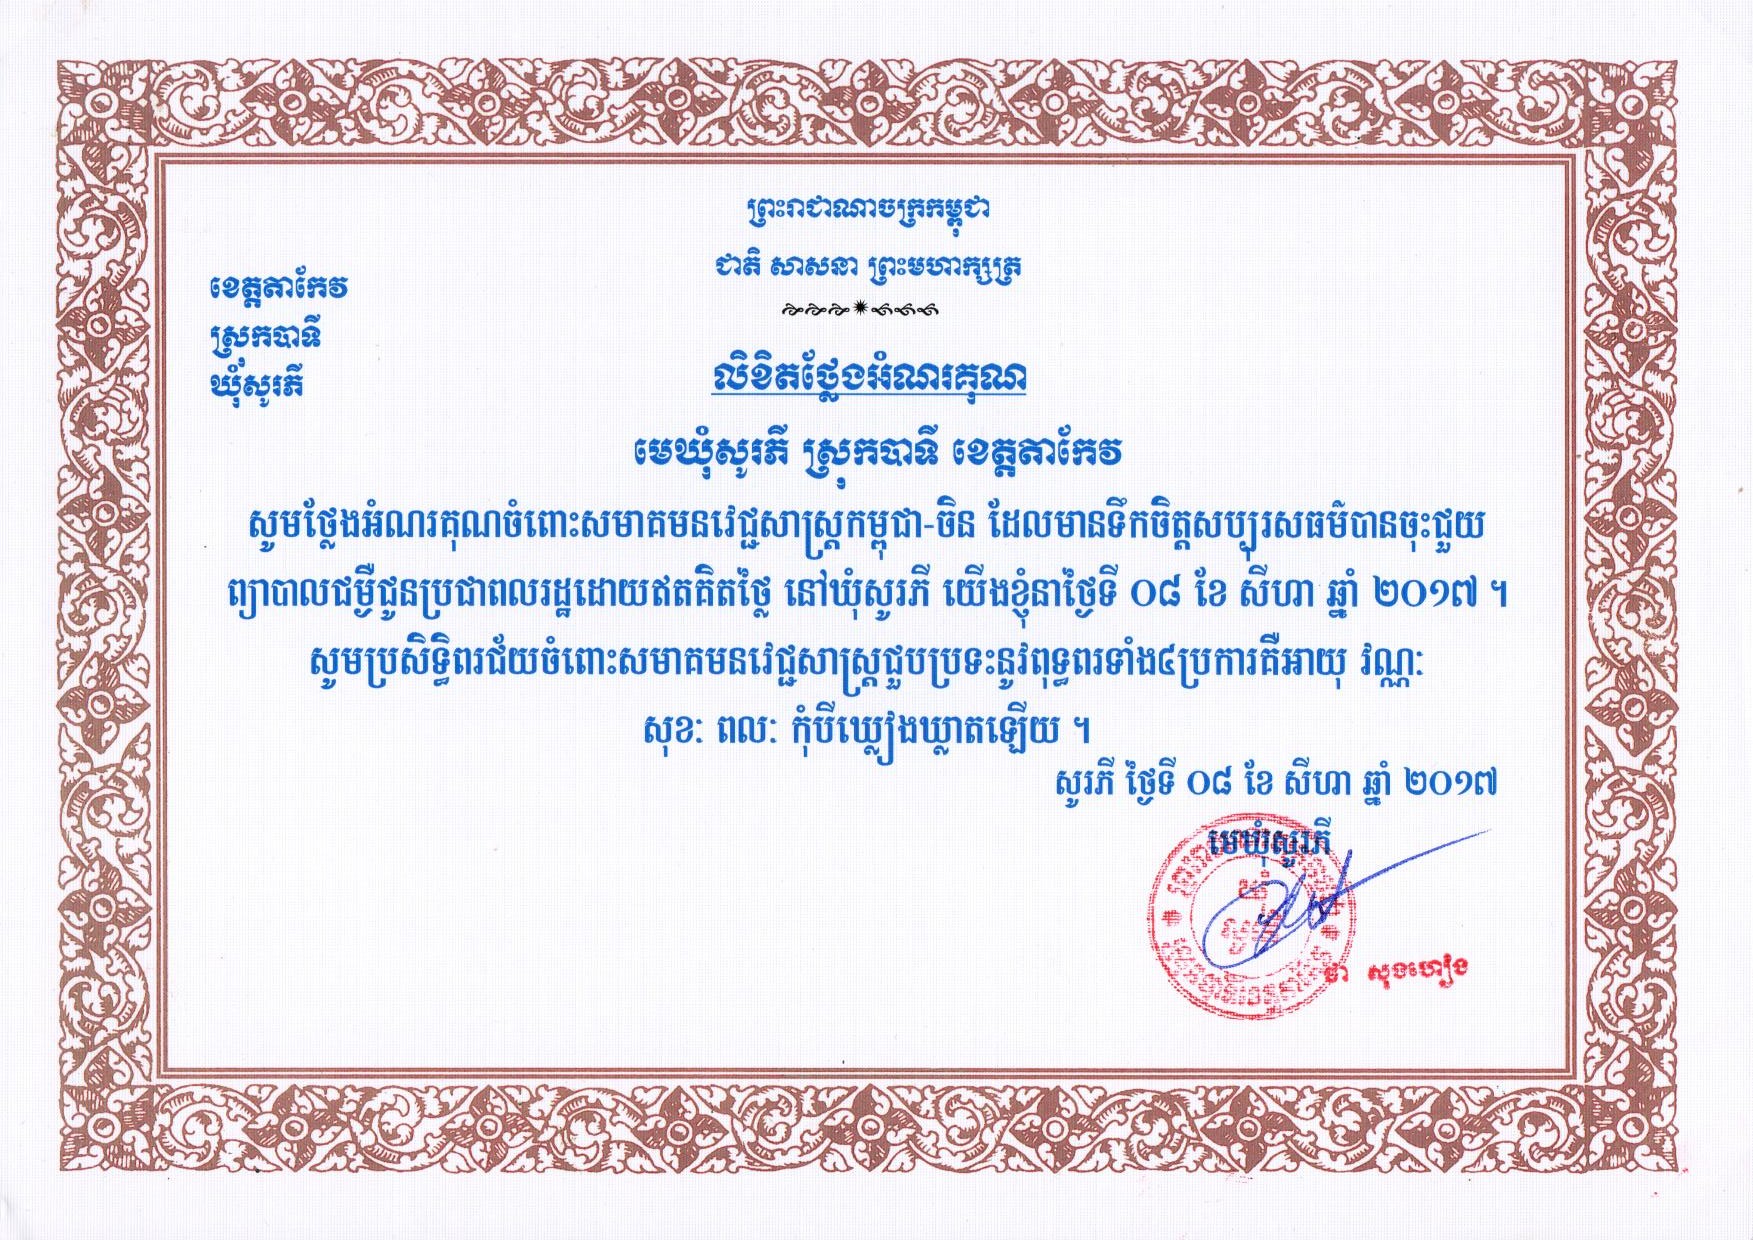 ព្រះរាជាណាចក្រកម្ពុជា
ជាតិ សាសនា ព្រះមហាក្សត្រ
ខេត្តតាកែវ
ស្រុកបាទី
ឃុំសូរភី
លិខិតថ្លែងអំណរគុណ
មេឃុំសូរភី ស្រុកបាទី ខេត្តតាកែវ
សូមថ្លែងអំណរគុណចំពោះសមាគមនវេជ្ជសាស្ត្រកម្ពុជា-ចិន ដែលមានទឹកចិត្តសប្បុរសធម៌បានចុះជួយ
ព្យាបាលជម្ងឺជូនប្រជាពលរដ្ឋដោយឥតគិតថ្លៃ នៅឃុំសូរភី យើងខ្ញុំនាថ្ងៃទី ០៨ ខែ សីហា ឆ្នាំ ២០១៧ ។
សូមប្រសិទ្ធិពរជ័យចំពោះសមាគមនវេជ្ជសាស្ត្រជួបប្រទះនូវពុទ្ធពរទាំង៤ប្រការគឺអាយុ វណ្ណៈ
សុខៈ ពលៈ កុំបីឃ្លៀងឃ្លាតឡើយ ។
សូរភី ថ្ងៃទី ០៨ ខែ សីហា ឆ្នាំ ២០១៧
មេឃុំសូរភី
ឃុំ
សូរភី